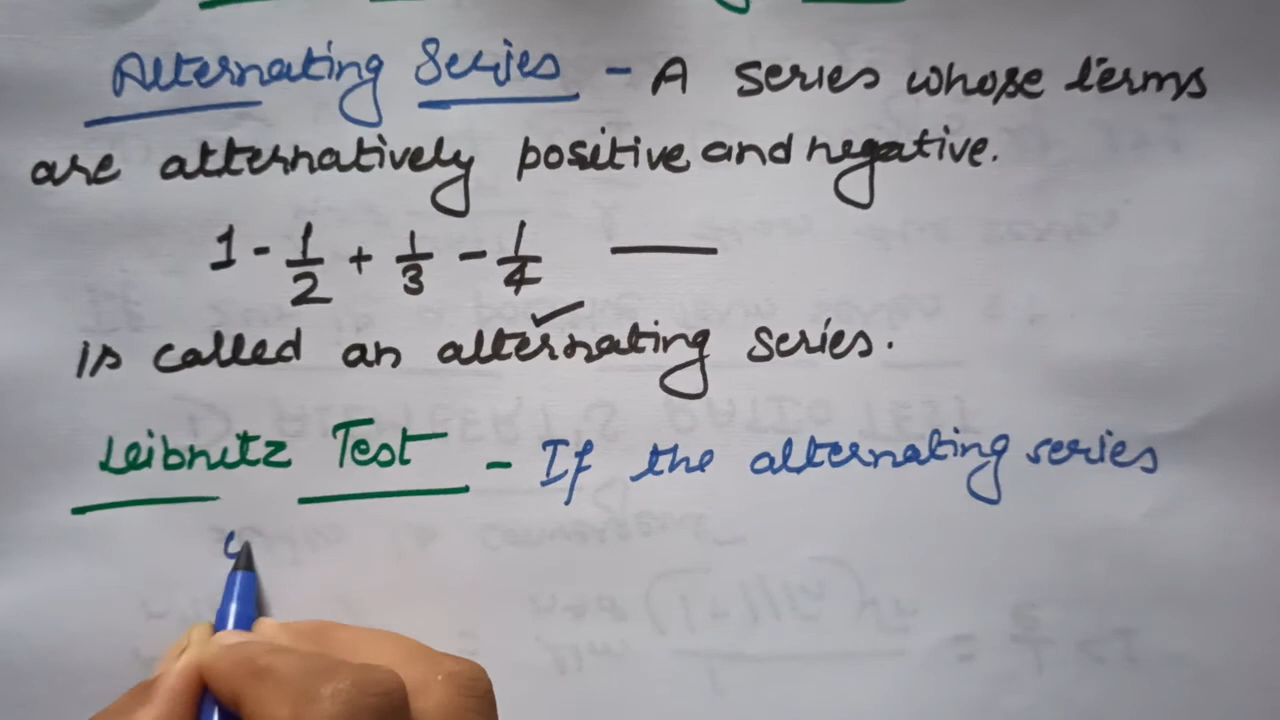 Alternating Series - A series whose terms
are alternatively positive and negative.
1 - 1/2 + 1/3 - 1/4 ——
is called an alternating series.
Leibnitz Test - If the alternating series